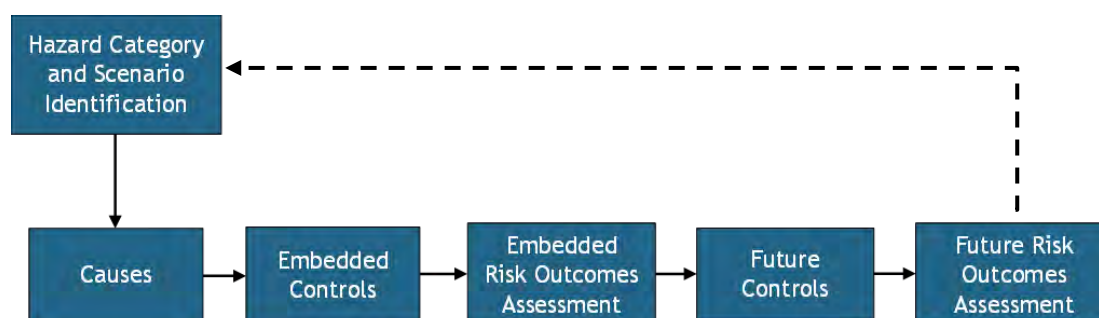 Hazard Category
and Scenario
Identification
Causes
Embedded
Controls
Embedded
Risk Outcomes
Assessment
Future
Controls
Future Risk
Outcomes
Assessment